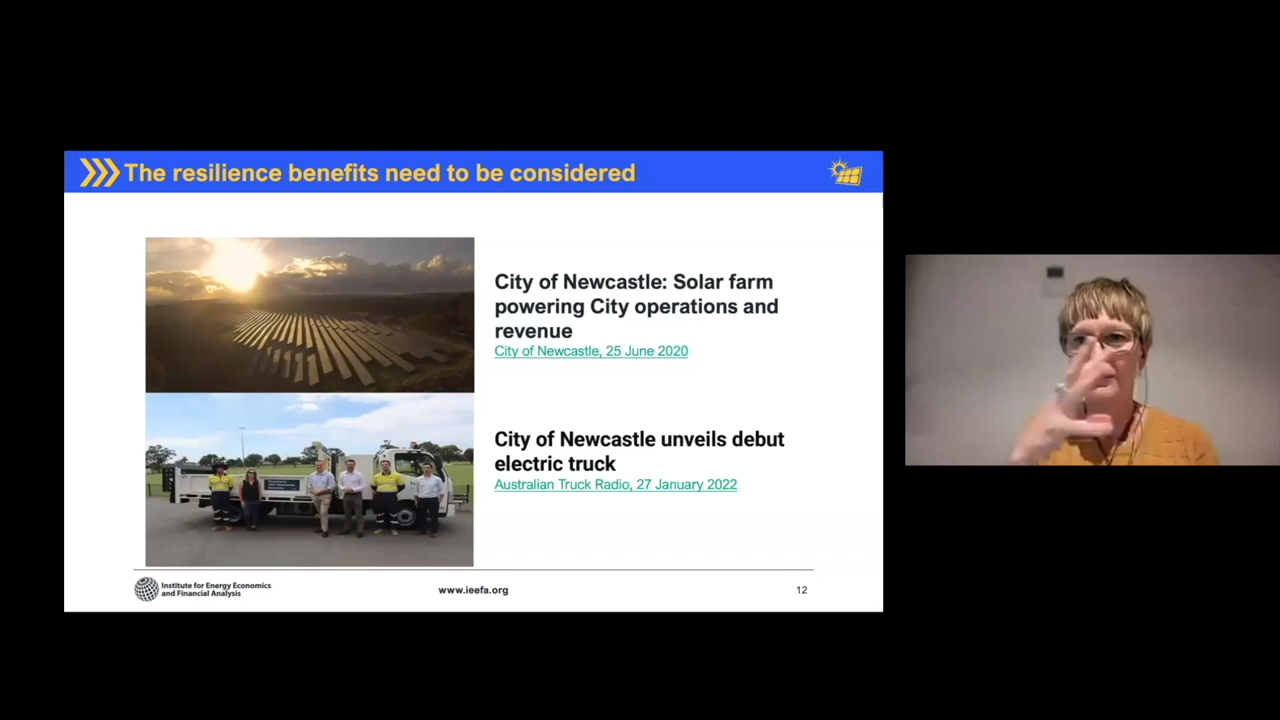 The resilience benefits need to be considered
City of Newcastle: Solar farm
powering City operations and
revenue
City of Newcastle, 25 June 2020
City of Newcastle unveils debut
electric truck
Australian Truck Radio, 27 January 2022
Institute for Energy Economics
and Financial Analysis
www.ieefa.org
12